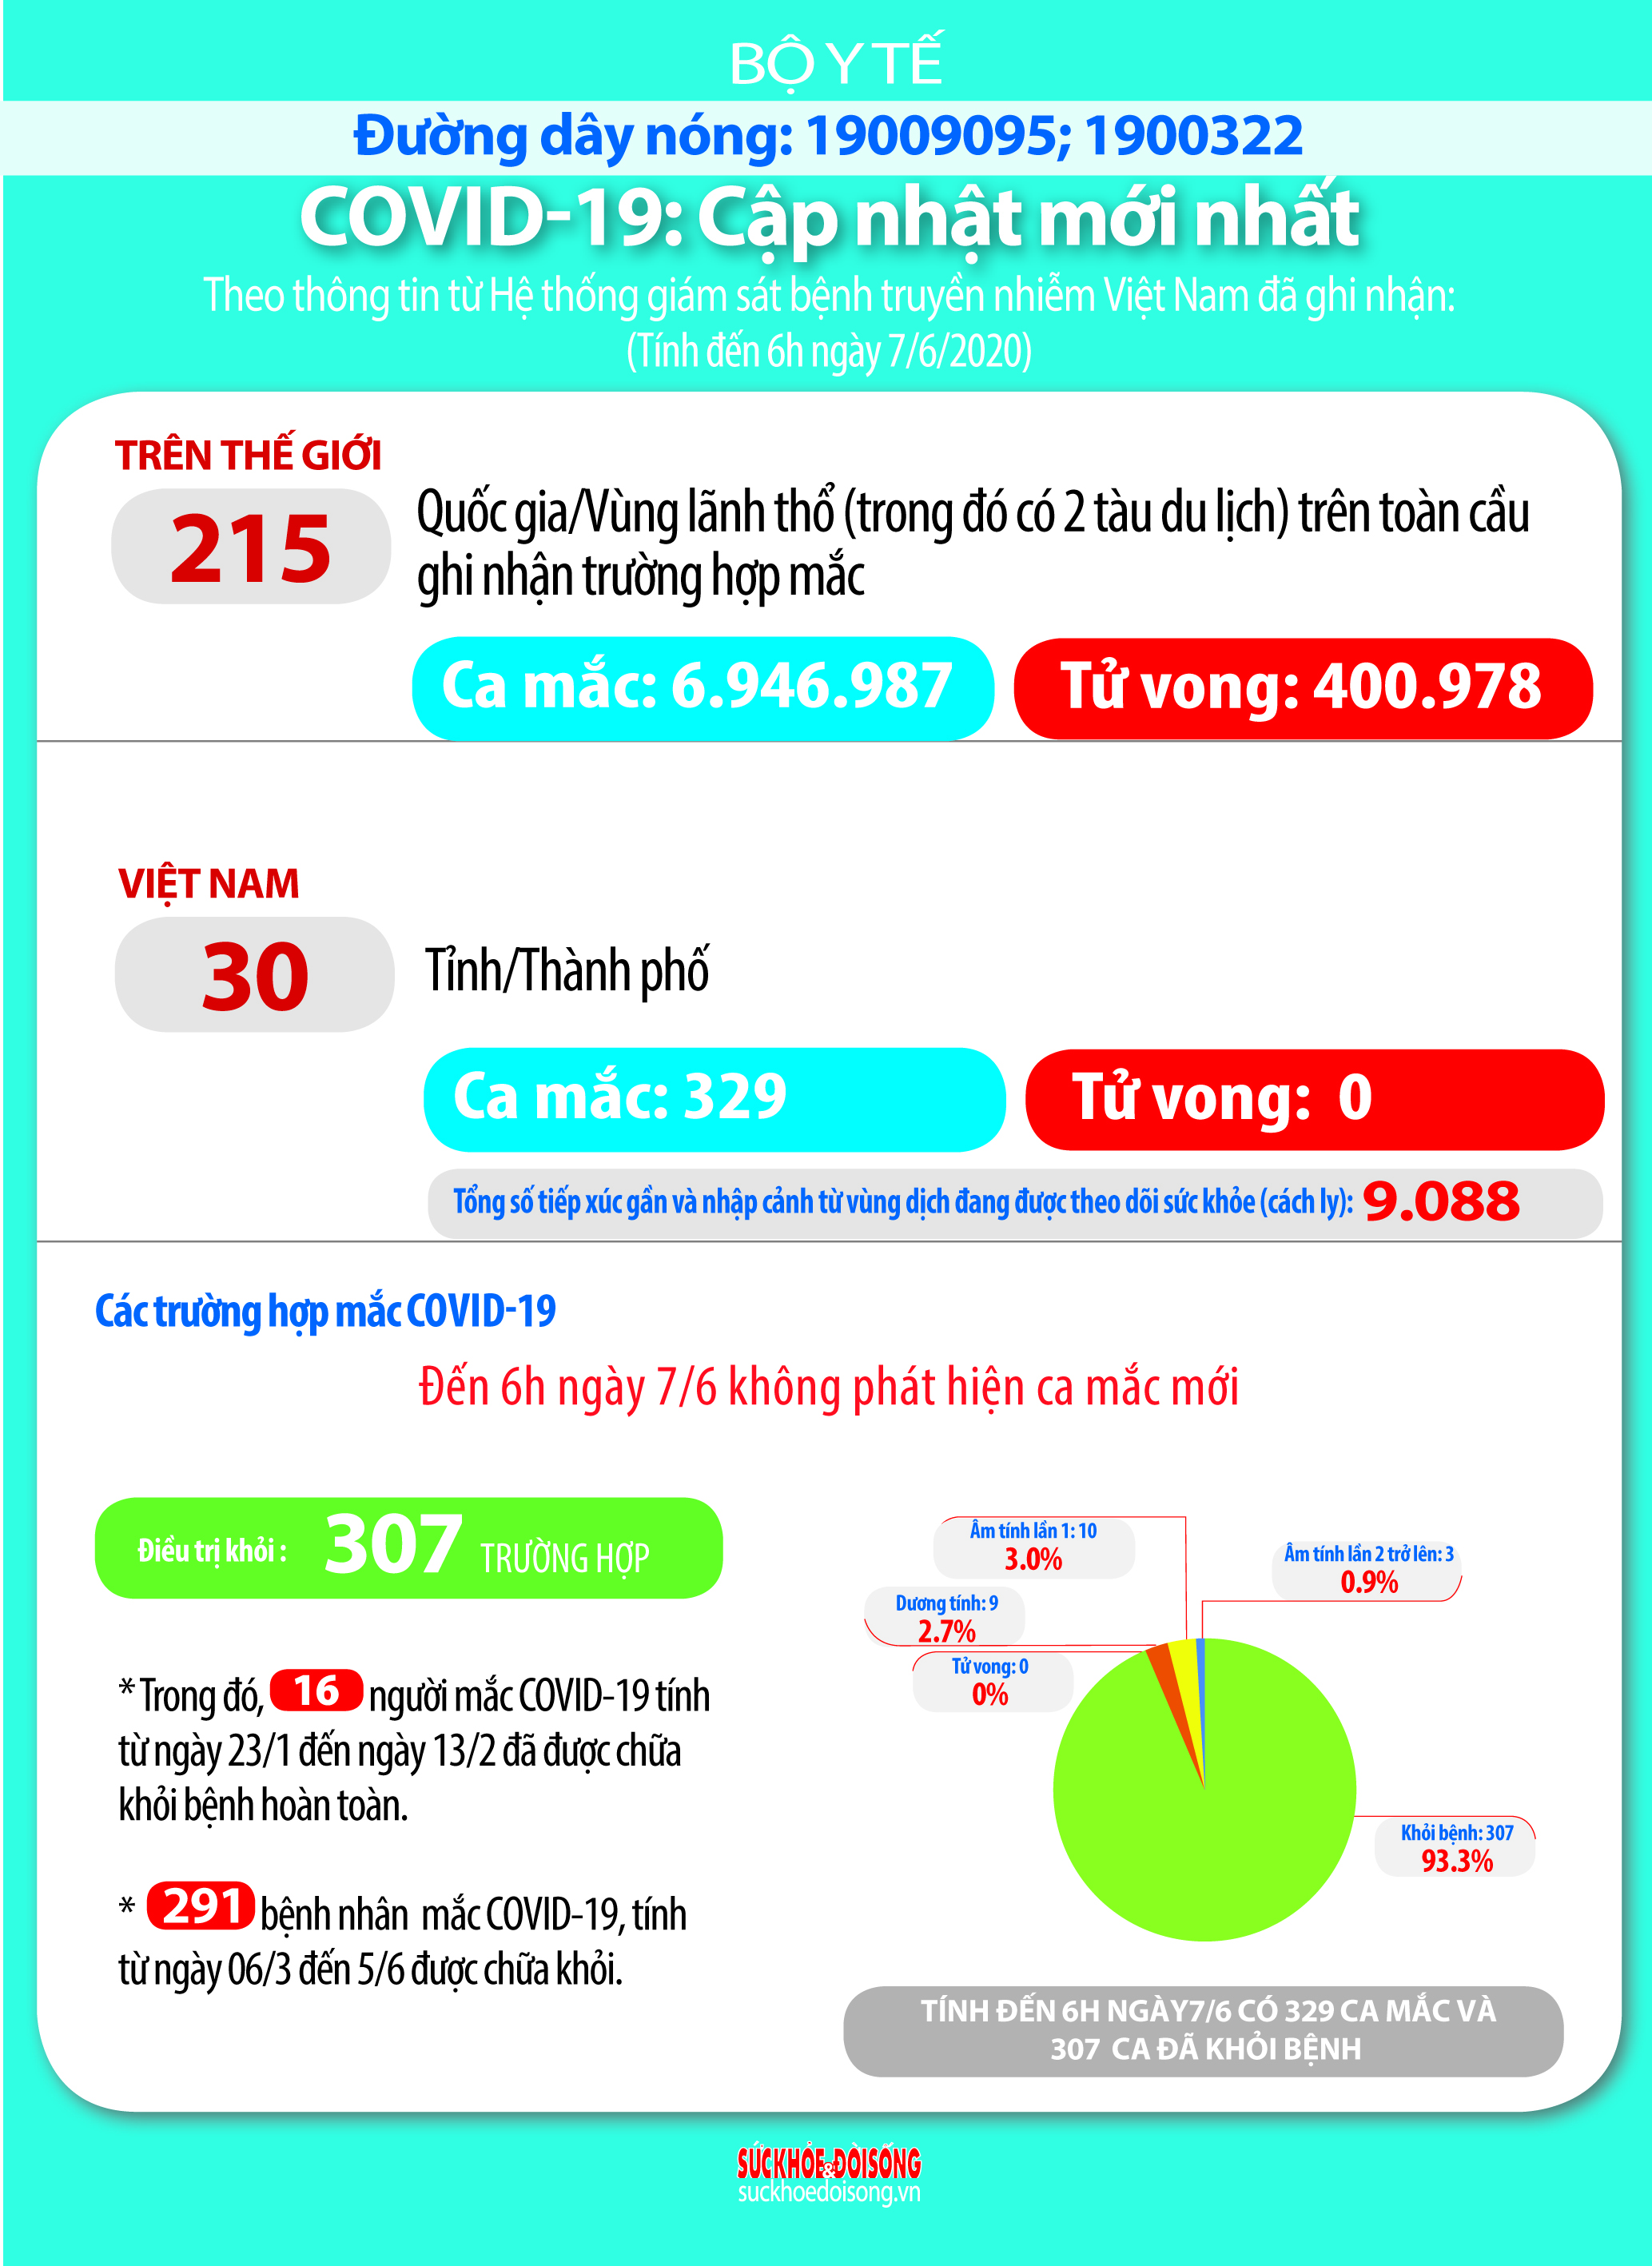 BỘ Y TẾ
Đường dây nóng: 19009095; 1900322
COVID-19: Cập nhật mới nhất
Theo thông tin từ Hệ thống giám sát bệnh truyền nhiễm Việt Nam đã ghi nhận:
(Tính đến 6h ngày 7/6/2020)
TRÊN THẾ GIỚI
215
Quốc gia/Vùng lãnh thổ (trong đó có 2 tàu du lịch) trên toàn cầu
ghi nhận trường hợp mắc
Ca mắc: 6.946.987
Tử vong: 400.978
VIỆT NAM
30
Tỉnh/Thành phố
Ca mắc: 329
Tử vong: 0
Tổng số tiếp xúc gần và nhập cảnh từ vùng dịch đang được theo dõi sức khỏe (cách ly): 9.088
Các trường hợp mắc COVID-19
Đến 6h ngày 7/6 không phát hiện ca mắc mới
Điều trị khỏi : 307 TRƯỜNG HỢP
* Trong đó, 16 người mắc COVID-19 tính
từ ngày 23/1 đến ngày 13/2 đã được chữa
khỏi bệnh hoàn toàn.
* 291 bệnh nhân mắc COVID-19, tính
từ ngày 06/3 đến 5/6 được chữa khỏi.
Âm tính lần 1: 10
3.0%
Âm tính lần 2 trở lên: 3
0.9%
Dương tính: 9
2.7%
Tử vong: 0
0%
Khỏi bệnh: 307
93.3%
TÍNH ĐẾN 6H NGÀY7/6 CÓ 329 CA MẮC VÀ
307 CA ĐÃ KHỎI BỆNH
SỨC KHỎE & ĐỜI SỐNG
suckhoedoisong.vn